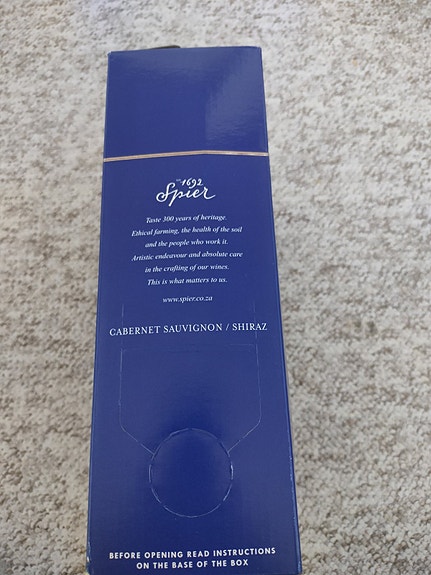 EST 1692
Spier
Taste 300 years of heritage.
Ethical farming, the health of the soil
and the people who work it.
Artistic endeavour and absolute care
in the crafting of our wines.
This is what matters to us.
www.spier.co.za
CABERNET SAUVIGNON / SHIRAZ
BEFORE OPENING READ INSTRUCTIONS
ON THE BASE OF THE BOX